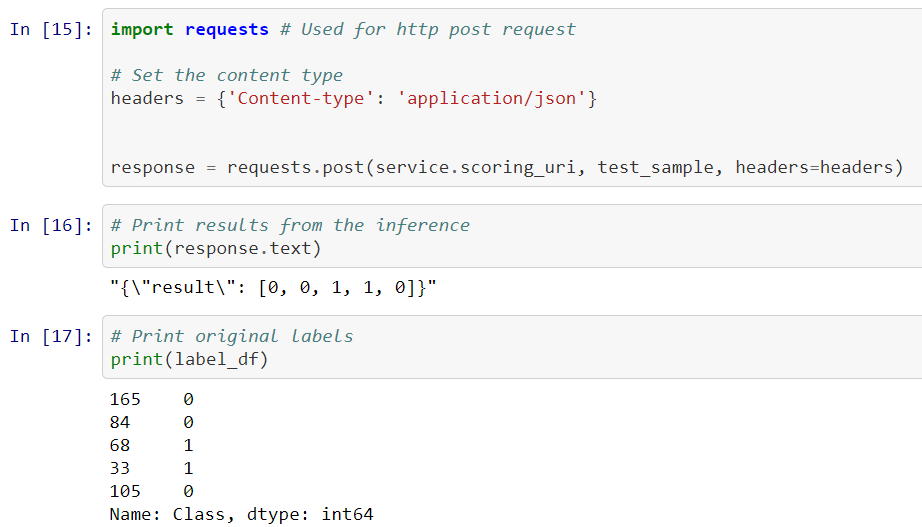 In [15]: import requests # Used for http post request
# Set the content type
headers = {'Content-type': 'application/json'}
response = requests.post(service.scoring_uri, test_sample, headers=headers)
In [16]: # Print results from the inference
print(response.text)
"{\"result\": [0, 0, 1, 1, 0]}"
In [17]: # Print original labels
print(label_df)
165    0
84     0
68     1
33     1
105    0
Name: Class, dtype: int64